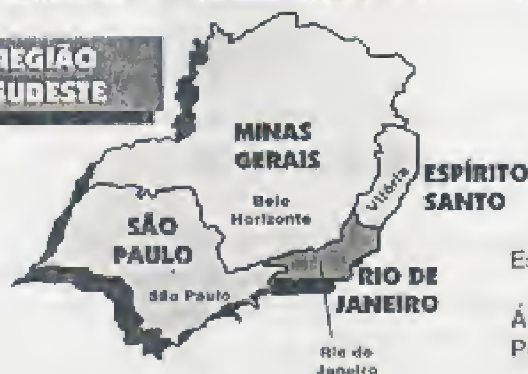 REGIÃO
SUDESTE
MINAS
GERAIS
Belo
Horizonte
Vitória
ESPÍRITO
SANTO
SÃO
PAULO
São Paulo
RIO DE
JANEIRO
Rio de
Janeiro